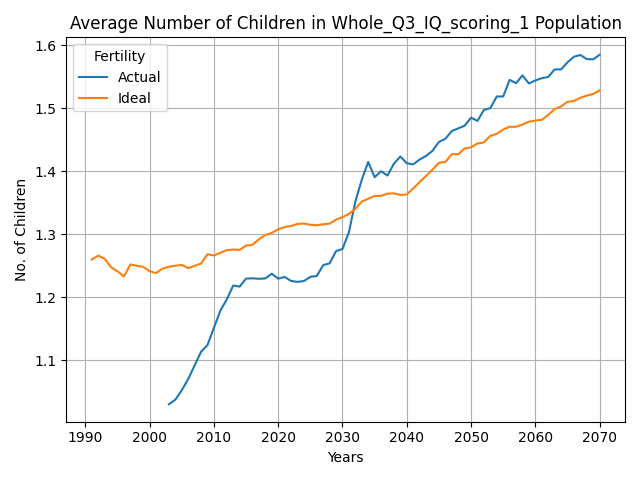 Average Number of Children in Whole_Q3_IQ_scoring_1 Population
Fertility
Actual
Ideal
No. of Children
1.6
1.5
1.4
1.3
1.2
1.1
1990 2000 2010 2020 2030 2040 2050 2060 2070
Years